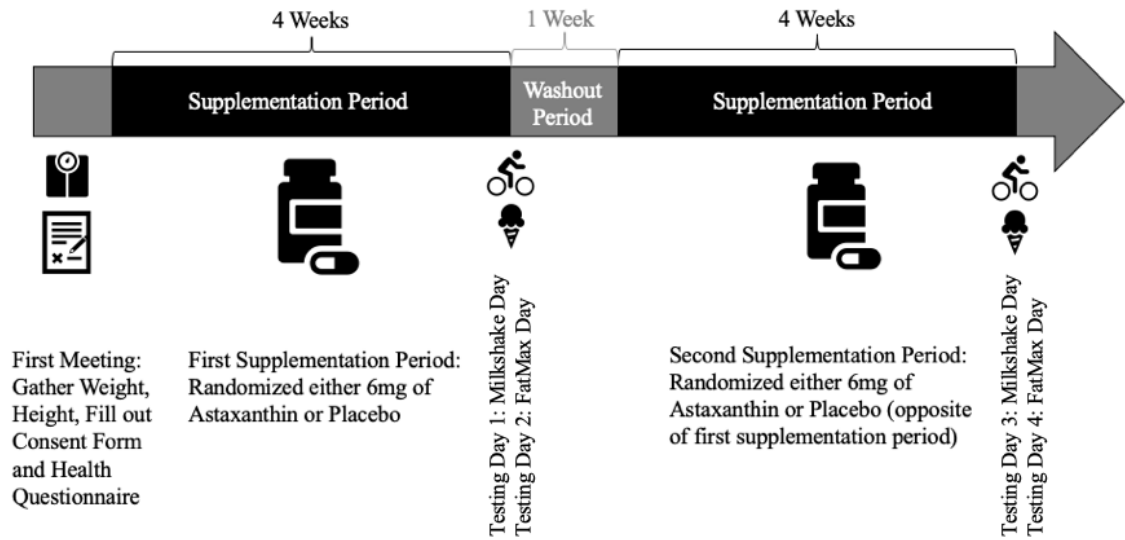 4 Weeks
1 Week
4 Weeks
Supplementation Period
Washout
Period
Supplementation Period
First Meeting:
Gather Weight,
Height, Fill out
Consent Form
and Health
Questionnaire
First Supplementation Period:
Randomized either 6mg of
Astaxanthin or Placebo
Testing Day 1: Milkshake Day
Testing Day 2: FatMax Day
Second Supplementation Period:
Randomized either 6mg of
Astaxanthin or Placebo (opposite
of first supplementation period)
Testing Day 3: Milkshake Day
Testing Day 4: FatMax Day